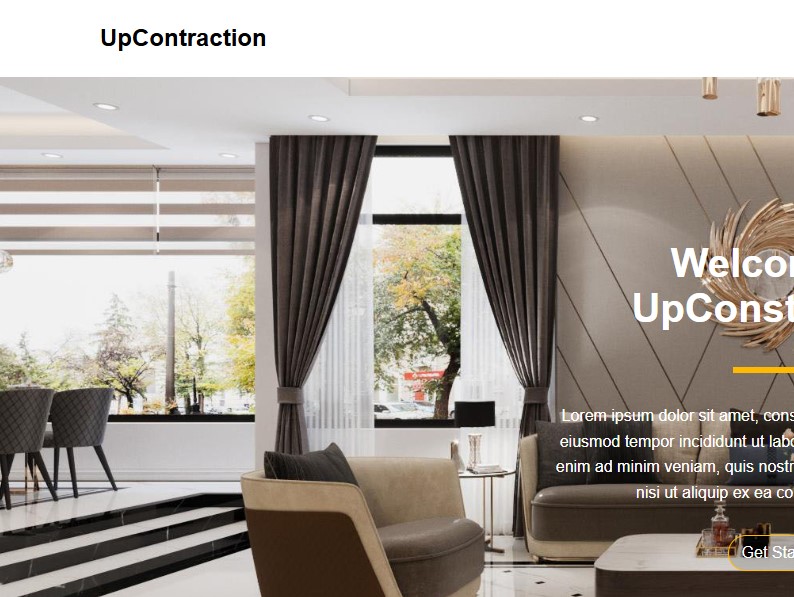 UpContraction
Welco
UpConst
Lorem ipsum dolor sit amet, cons
eiusmod tempor incididunt ut labo
enim ad minim veniam, quis nostr
nisi ut aliquip ex ea co
Get Sta